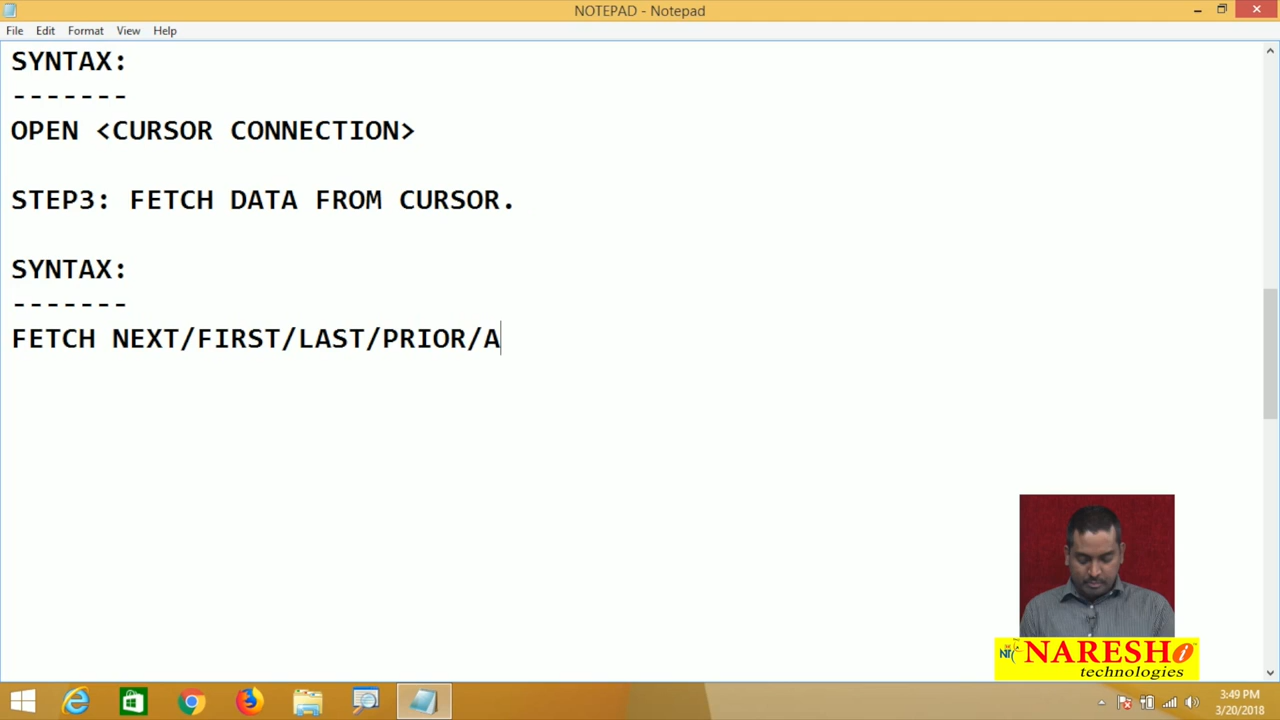 NOTEPAD - Notepad
File Edit Format View Help
SYNTAX:
-------
OPEN <CURSOR CONNECTION>
STEP3: FETCH DATA FROM CURSOR.
SYNTAX:
-------
FETCH NEXT/FIRST/LAST/PRIOR/A
NARESH i
technologies
3:49 PM
3/20/2018